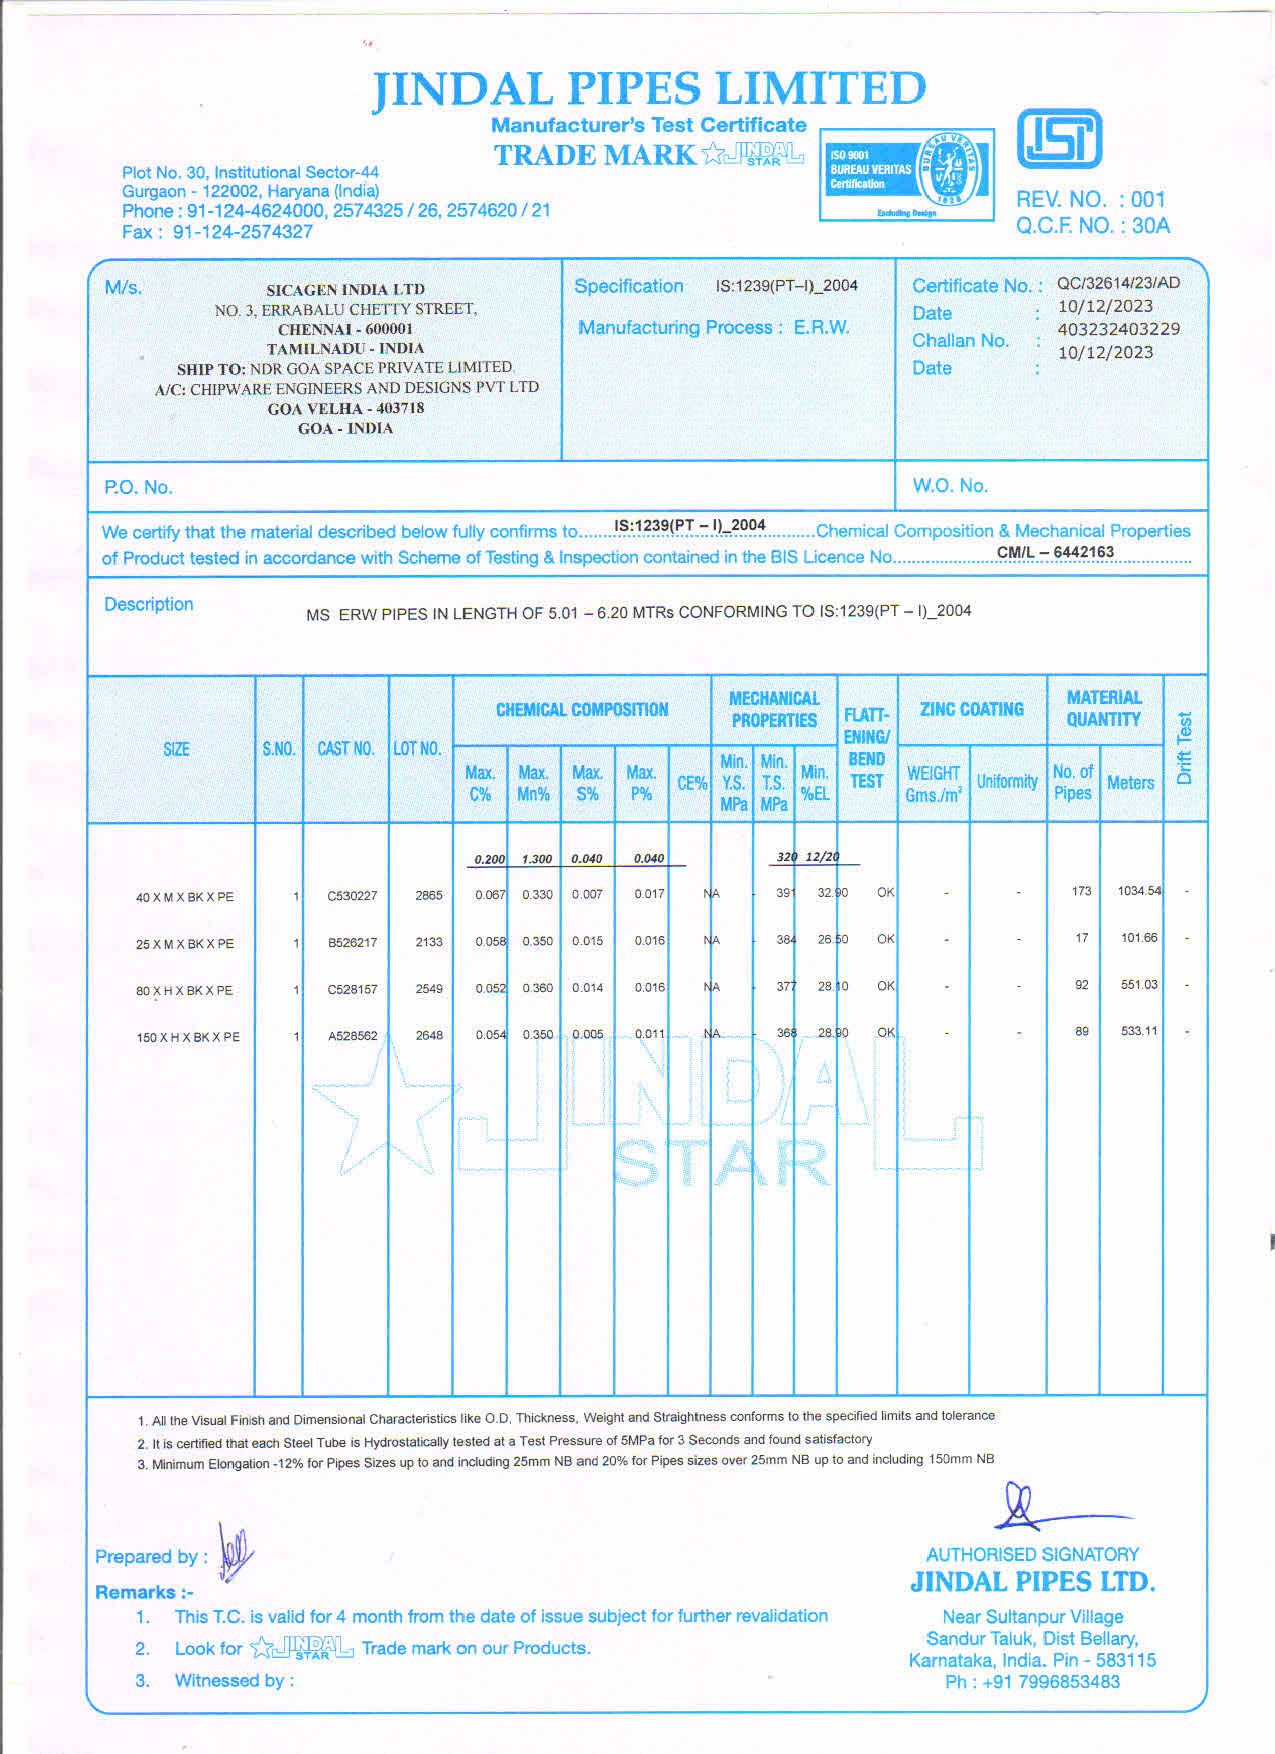 JINDAL PIPES LIMITED
Manufacturer's Test Certificate
TRADE MARK JINDAL STAR
ISO 9001
BUREAU VERITAS
Certification
BUREAU VERITAS
1828
Excluding Design
ISI
Plot No. 30, Institutional Sector-44
Gurgaon - 122002, Haryana (India)
Phone : 91-124-4624000, 2574325 / 26, 2574620 / 21
Fax : 91-124-2574327
REV. NO. : 001
Q.C.F. NO. : 30A
M/s. SICAGEN INDIA LTD
NO. 3, ERRABALU CHETTY STREET,
CHENNAI - 600001
TAMILNADU - INDIA
SHIP TO: NDR GOA SPACE PRIVATE LIMITED.
A/C: CHIPWARE ENGINEERS AND DESIGNS PVT LTD
GOA VELHA - 403718
GOA - INDIA
Specification IS:1239(PT–I)_2004
Manufacturing Process : E.R.W.
Certificate No. : QC/32614/23/AD
Date : 10/12/2023
Challan No. : 403232403229
Date : 10/12/2023
P.O. No.
W.O. No.
We certify that the material described below fully confirms to......IS:1239(PT – I)_2004.........Chemical Composition & Mechanical Properties
of Product tested in accordance with Scheme of Testing & Inspection contained in the BIS Licence No......CM/L – 6442163......
Description
MS ERW PIPES IN LENGTH OF 5.01 – 6.20 MTRs CONFORMING TO IS:1239(PT – I)_2004
SIZE S.NO. CAST NO. LOT NO. CHEMICAL COMPOSITION MECHANICAL PROPERTIES FLATT-ENING/ BEND TEST ZINC COATING MATERIAL QUANTITY Drift Test
Max. C% Max. Mn% Max. S% Max. P% CE% Min. Y.S. MPa Min. T.S. MPa Min. %EL WEIGHT Gms./m² Uniformity No. of Pipes Meters
0.200 1.300 0.040 0.040 320 12/20
40 X M X BK X PE 1 C530227 2865 0.067 0.330 0.007 0.017 NA - 391 32.90 OK - - 173 1034.54 -
25 X M X BK X PE 1 B526217 2133 0.058 0.350 0.015 0.016 NA - 384 26.50 OK - - 17 101.66 -
80 X H X BK X PE 1 C528157 2549 0.052 0.360 0.014 0.016 NA - 377 28.10 OK - - 92 551.03 -
150 X H X BK X PE 1 A528562 2648 0.054 0.350 0.005 0.011 NA - 368 28.90 OK - - 89 533.11 -
JINDAL
STAR
1. All the Visual Finish and Dimensional Characteristics like O.D, Thickness, Weight and Straightness conforms to the specified limits and tolerance
2. It is certified that each Steel Tube is Hydrostatically tested at a Test Pressure of 5MPa for 3 Seconds and found satisfactory
3. Minimum Elongation -12% for Pipes Sizes up to and including 25mm NB and 20% for Pipes sizes over 25mm NB up to and including 150mm NB
Prepared by :
AUTHORISED SIGNATORY
JINDAL PIPES LTD.
Near Sultanpur Village
Sandur Taluk, Dist Bellary,
Karnataka, India. Pin - 583115
Ph : +91 7996853483
Remarks :-
1. This T.C. is valid for 4 month from the date of issue subject for further revalidation
2. Look for JINDAL STAR Trade mark on our Products.
3. Witnessed by :